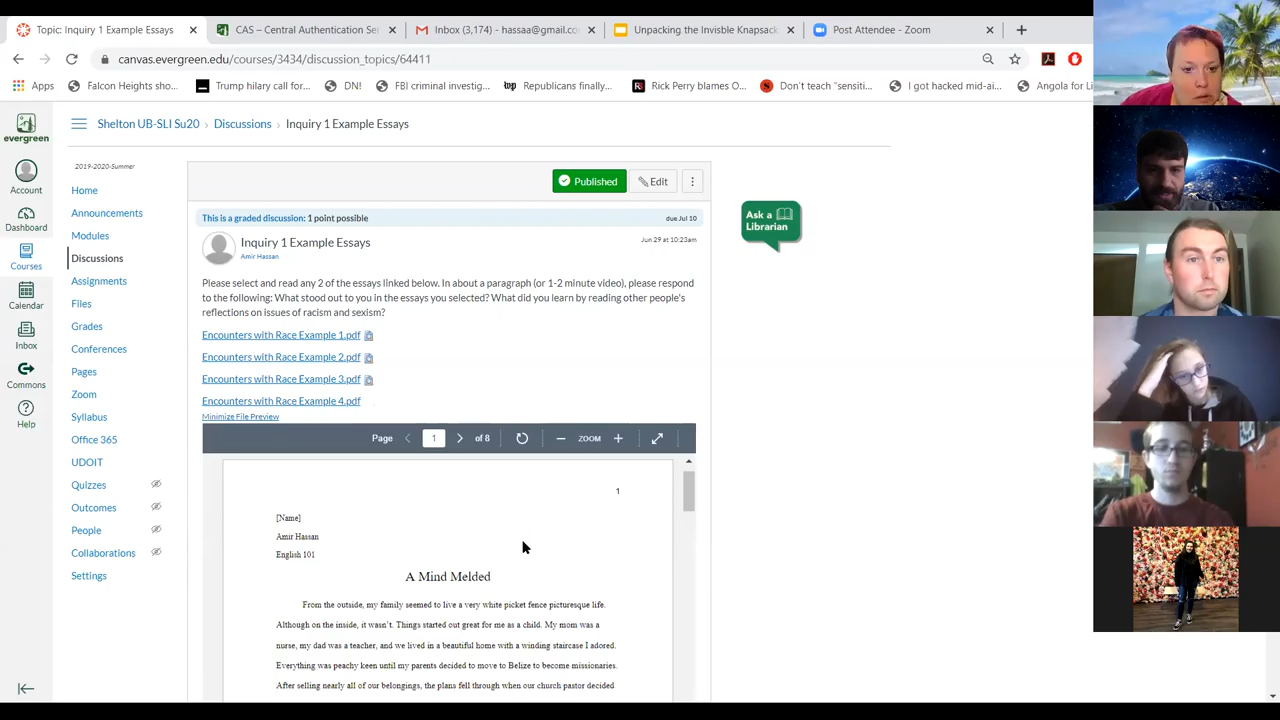 Topic: Inquiry 1 Example Essays
CAS – Central Authentication Se
Inbox (3,174) - hassaa@gmail.co
Unpacking the Invisble Knapsack
Post Attendee - Zoom
canvas.evergreen.edu/courses/3434/discussion_topics/64411
Apps
Falcon Heights sho...
Trump hilary call for...
DN!
FBI criminal investig...
Republicans finally...
Rick Perry blames O...
Don't teach "sensiti...
I got hacked mid-ai...
Angola for Li
evergreen
Account
Dashboard
Courses
Calendar
Inbox
Commons
Help
Shelton UB-SLI Su20 › Discussions › Inquiry 1 Example Essays
2019-2020-Summer
Home
Announcements
Modules
Discussions
Assignments
Files
Grades
Conferences
Pages
Zoom
Syllabus
Office 365
UDOIT
Quizzes
Outcomes
People
Collaborations
Settings
Published
Edit
This is a graded discussion: 1 point possible
due Jul 10
Inquiry 1 Example Essays
Jun 29 at 10:23am
Amir Hassan
Please select and read any 2 of the essays linked below. In about a paragraph (or 1-2 minute video), please respond
to the following: What stood out to you in the essays you selected? What did you learn by reading other people's
reflections on issues of racism and sexism?
Encounters with Race Example 1.pdf
Encounters with Race Example 2.pdf
Encounters with Race Example 3.pdf
Encounters with Race Example 4.pdf
Minimize File Preview
Page 1 of 8 ZOOM
1
[Name]
Amir Hassan
English 101
A Mind Melded
From the outside, my family seemed to live a very white picket fence picturesque life.
Although on the inside, it wasn't. Things started out great for me as a child. My mom was a
nurse, my dad was a teacher, and we lived in a beautiful home with a winding staircase I adored.
Everything was peachy keen until my parents decided to move to Belize to become missionaries.
After selling nearly all of our belongings, the plans fell through when our church pastor decided
Ask a
Librarian